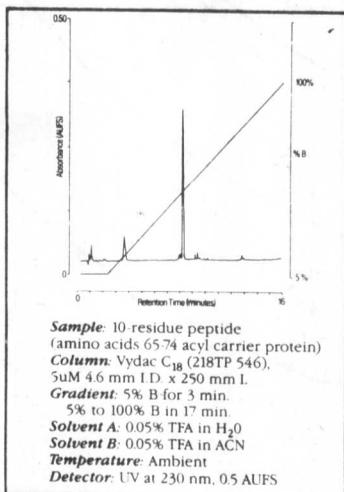 0.50
100%
Absorbance (AUFS)
% B
0
5%
0
16
Retention Time (minutes)
Sample: 10-residue peptide
(amino acids 65-74 acyl carrier protein)
Column: Vydac C18 (218TP 546),
5uM 4.6 mm I.D. x 250 mm L
Gradient: 5% B for 3 min.
5% to 100% B in 17 min.
Solvent A: 0.05% TFA in H20
Solvent B: 0.05% TFA in ACN
Temperature: Ambient
Detector: UV at 230 nm, 0.5 AUFS